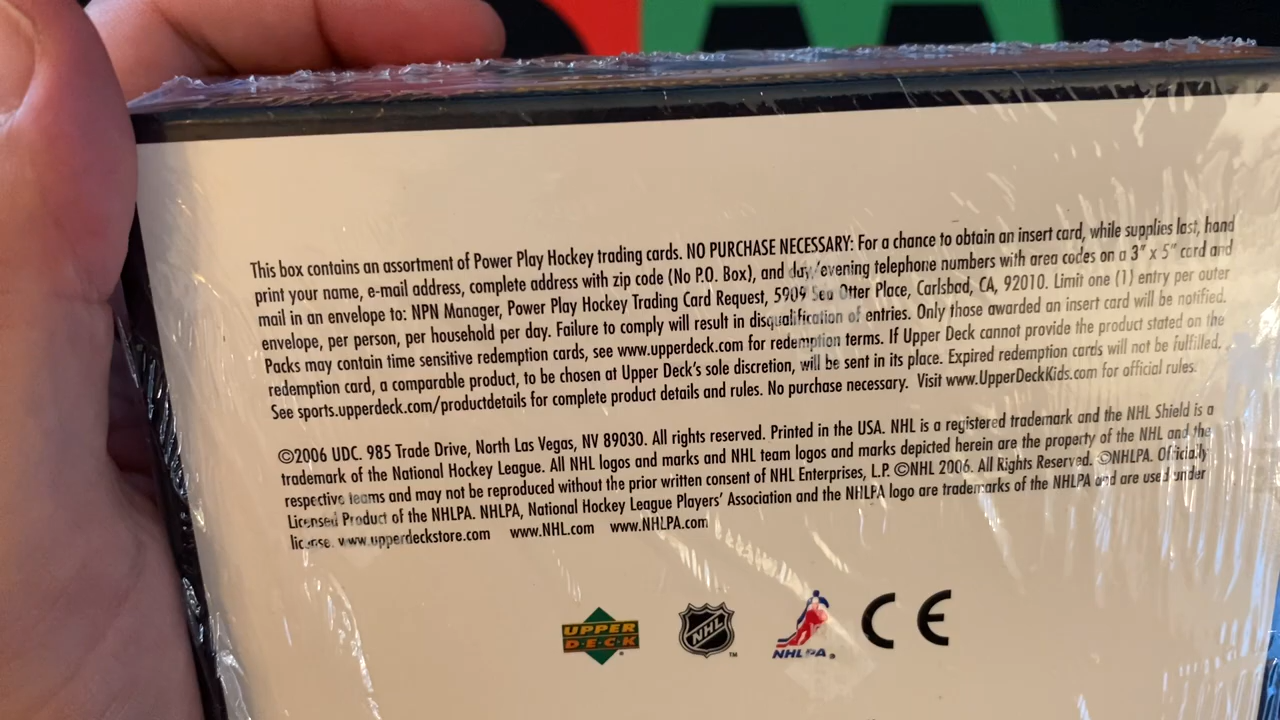 This box contains an assortment of Power Play Hockey trading cards. NO PURCHASE NECESSARY: For a chance to obtain an insert card, while supplies last, hand
print your name, e-mail address, complete address with zip code (No P.O. Box), and day/evening telephone numbers with area codes on a 3" x 5" card and
mail in an envelope to: NPN Manager, Power Play Hockey Trading Card Request, 5909 Sea Otter Place, Carlsbad, CA, 92010. Limit one (1) entry per outer
envelope, per person, per household per day. Failure to comply will result in disqualification of entries. Only those awarded an insert card will be notified.
Packs may contain time sensitive redemption cards, see www.upperdeck.com for redemption terms. If Upper Deck cannot provide the product stated on the
redemption card, a comparable product, to be chosen at Upper Deck's sole discretion, will be sent in its place. Expired redemption cards will not be fulfilled.
See sports.upperdeck.com/productdetails for complete product details and rules. No purchase necessary. Visit www.UpperDeckKids.com for official rules.
©2006 UDC. 985 Trade Drive, North Las Vegas, NV 89030. All rights reserved. Printed in the USA. NHL is a registered trademark and the NHL Shield is a
trademark of the National Hockey League. All NHL logos and marks and NHL team logos and marks depicted herein are the property of the NHL and the
respective teams and may not be reproduced without the prior written consent of NHL Enterprises, L.P. ©NHL 2006. All Rights Reserved. ©NHLPA. Officially
Licensed Product of the NHLPA. NHLPA, National Hockey League Players' Association and the NHLPA logo are trademarks of the NHLPA and are used under
license. www.upperdeckstore.com www.NHL.com www.NHLPA.com
UPPER DECK NHL TM NHLPA® CE